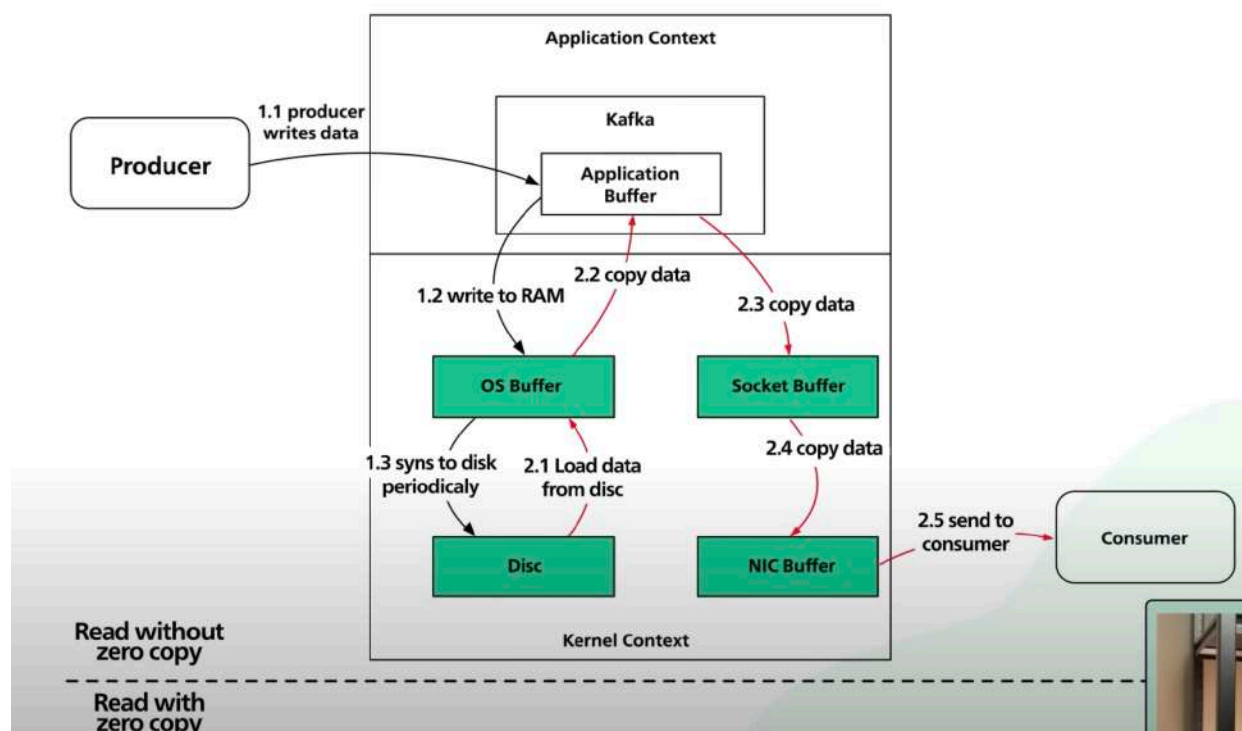 Application Context
1.1 producer
writes data
Kafka
Producer
Application
Buffer
2.2 copy data
1.2 write to RAM
2.3 copy data
OS Buffer
Socket Buffer
1.3 syns to disk
periodicaly
2.1 Load data
from disc
2.4 copy data
2.5 send to
consumer
Consumer
Disc
NIC Buffer
Read without
zero copy
Kernel Context
Read with
zero copy